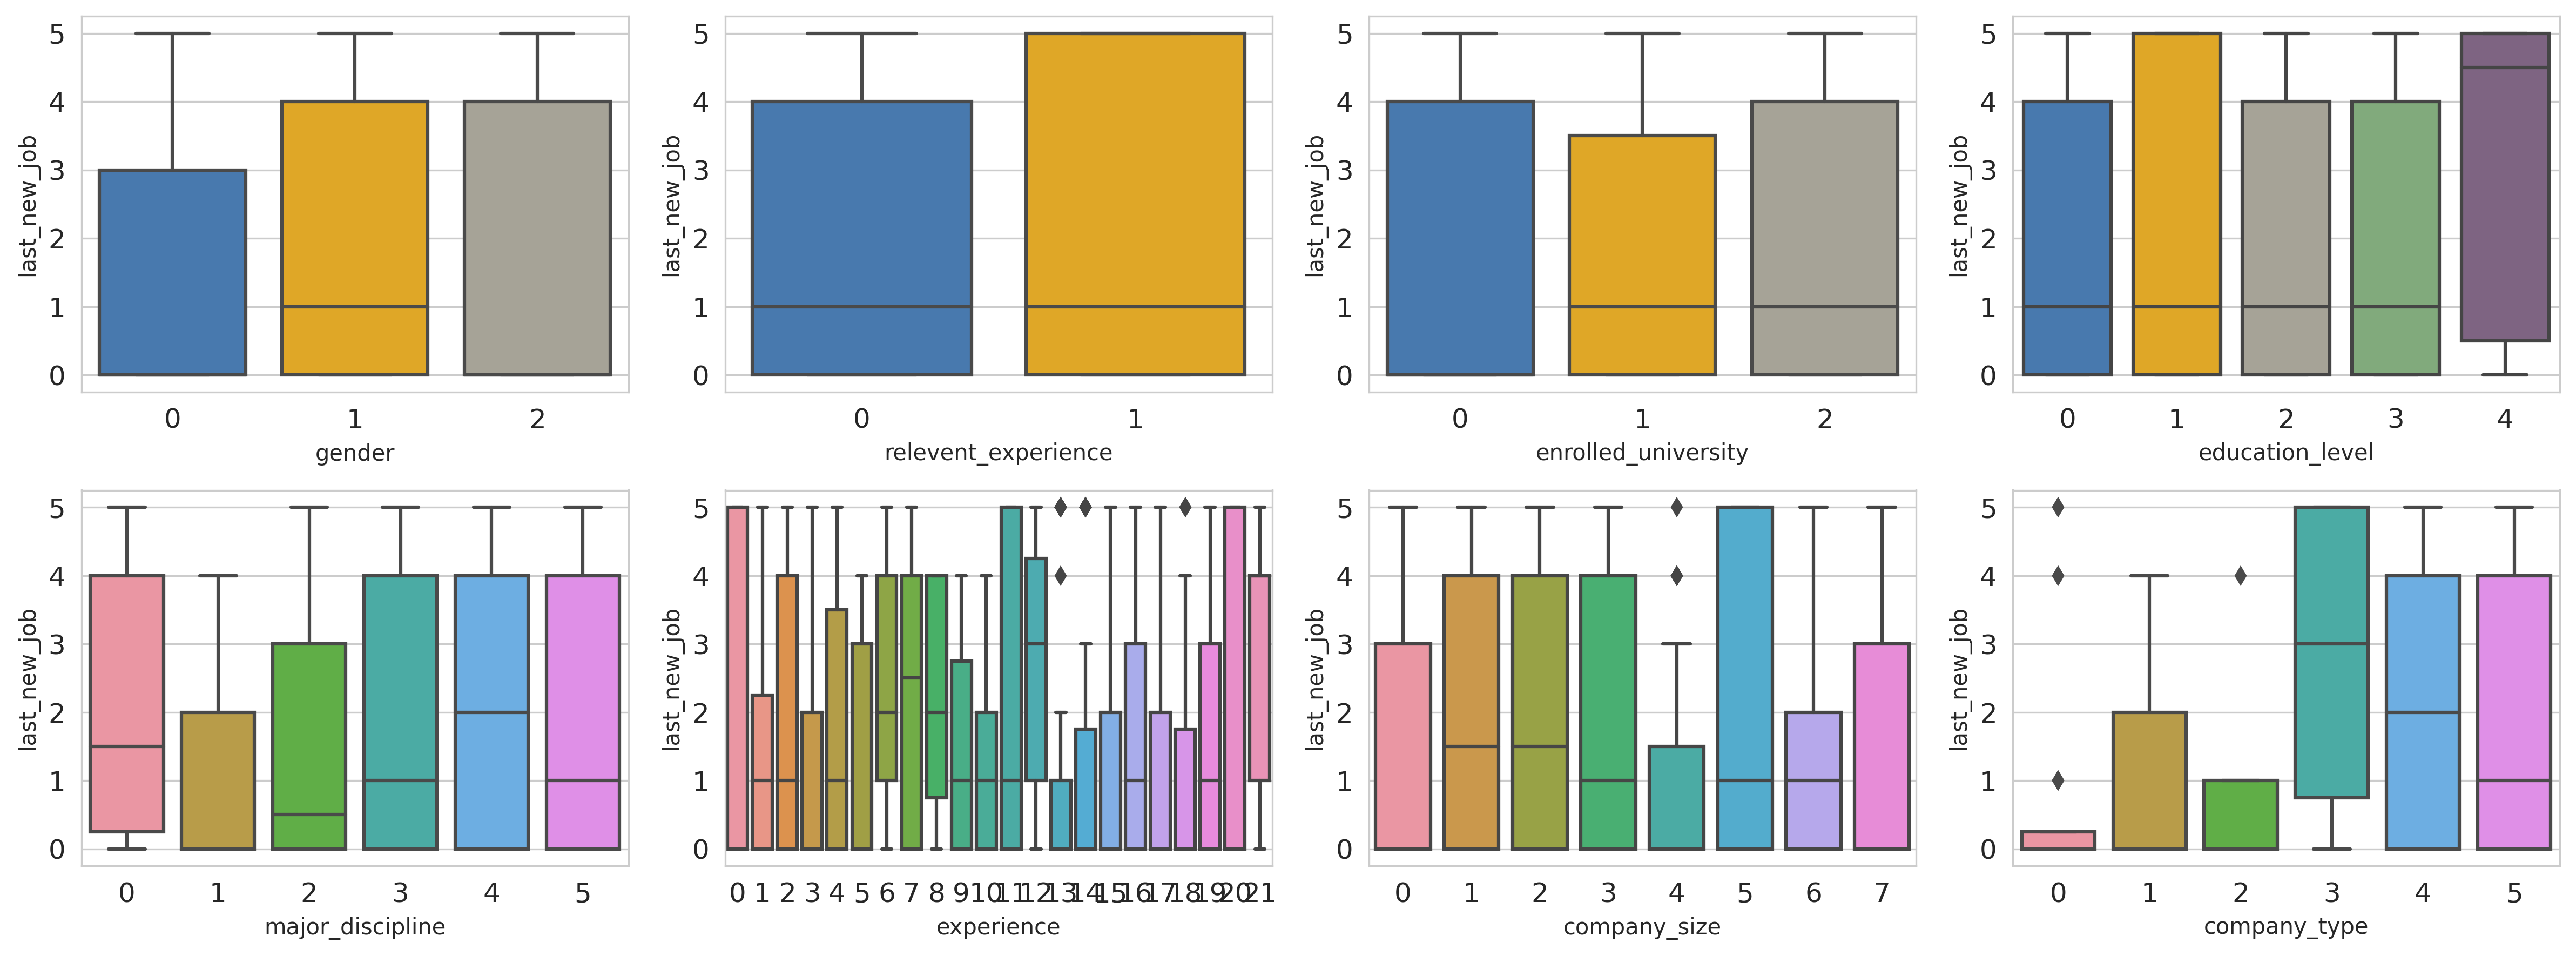 5 4 3 2 1 0
last_new_job
0 1 2
gender
5 4 3 2 1 0
last_new_job
0 1
relevent_experience
5 4 3 2 1 0
last_new_job
0 1 2
enrolled_university
5 4 3 2 1 0
last_new_job
0 1 2 3 4
education_level
5 4 3 2 1 0
last_new_job
0 1 2 3 4 5
major_discipline
5 4 3 2 1 0
last_new_job
0 1 2 3 4 5 6 7 8 9 10 11 12 13 14 15 16 17 18 19 20 21
experience
5 4 3 2 1 0
last_new_job
0 1 2 3 4 5 6 7
company_size
5 4 3 2 1 0
last_new_job
0 1 2 3 4 5
company_type